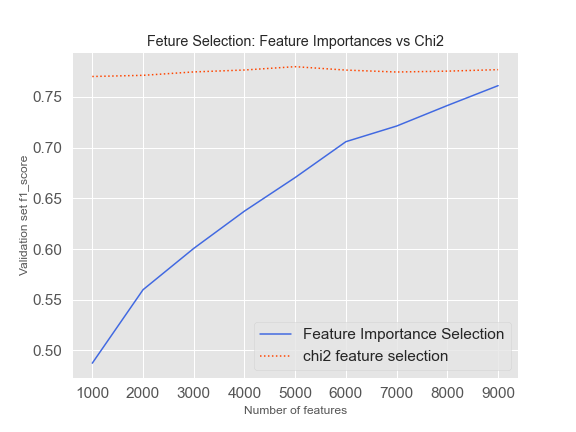 Feture Selection: Feature Importances vs Chi2
Validation set f1_score
0.75
0.70
0.65
0.60
0.55
0.50
Feature Importance Selection
chi2 feature selection
1000 2000 3000 4000 5000 6000 7000 8000 9000
Number of features